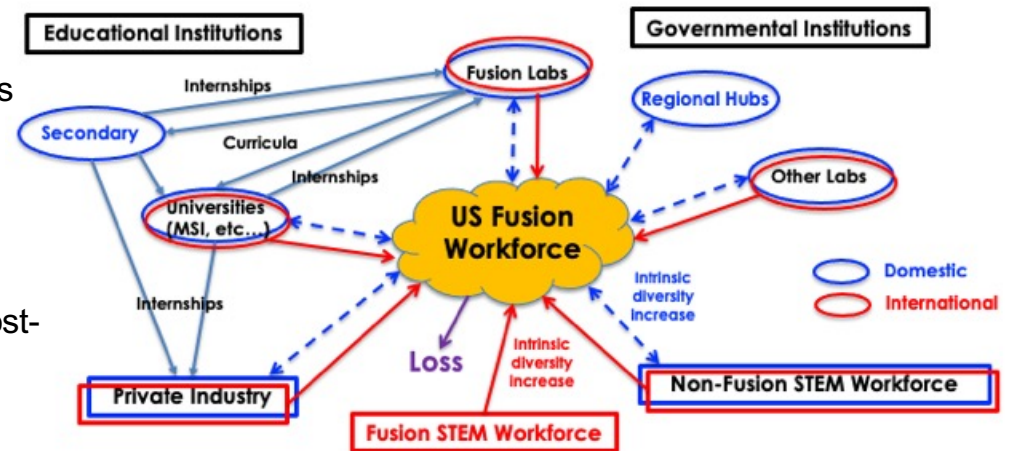 Educational Institutions
Governmental Institutions
s
Internships
Fusion Labs
Regional Hubs
Secondary
Curricula
Internships
Other Labs
Universities
(MSI, etc...)
US Fusion
Workforce
Domestic
International
Intrinsic
diversity
increase
Internships
ost-
Loss
Intrinsic
diversity
increase
Private Industry
Non-Fusion STEM Workforce
Fusion STEM Workforce